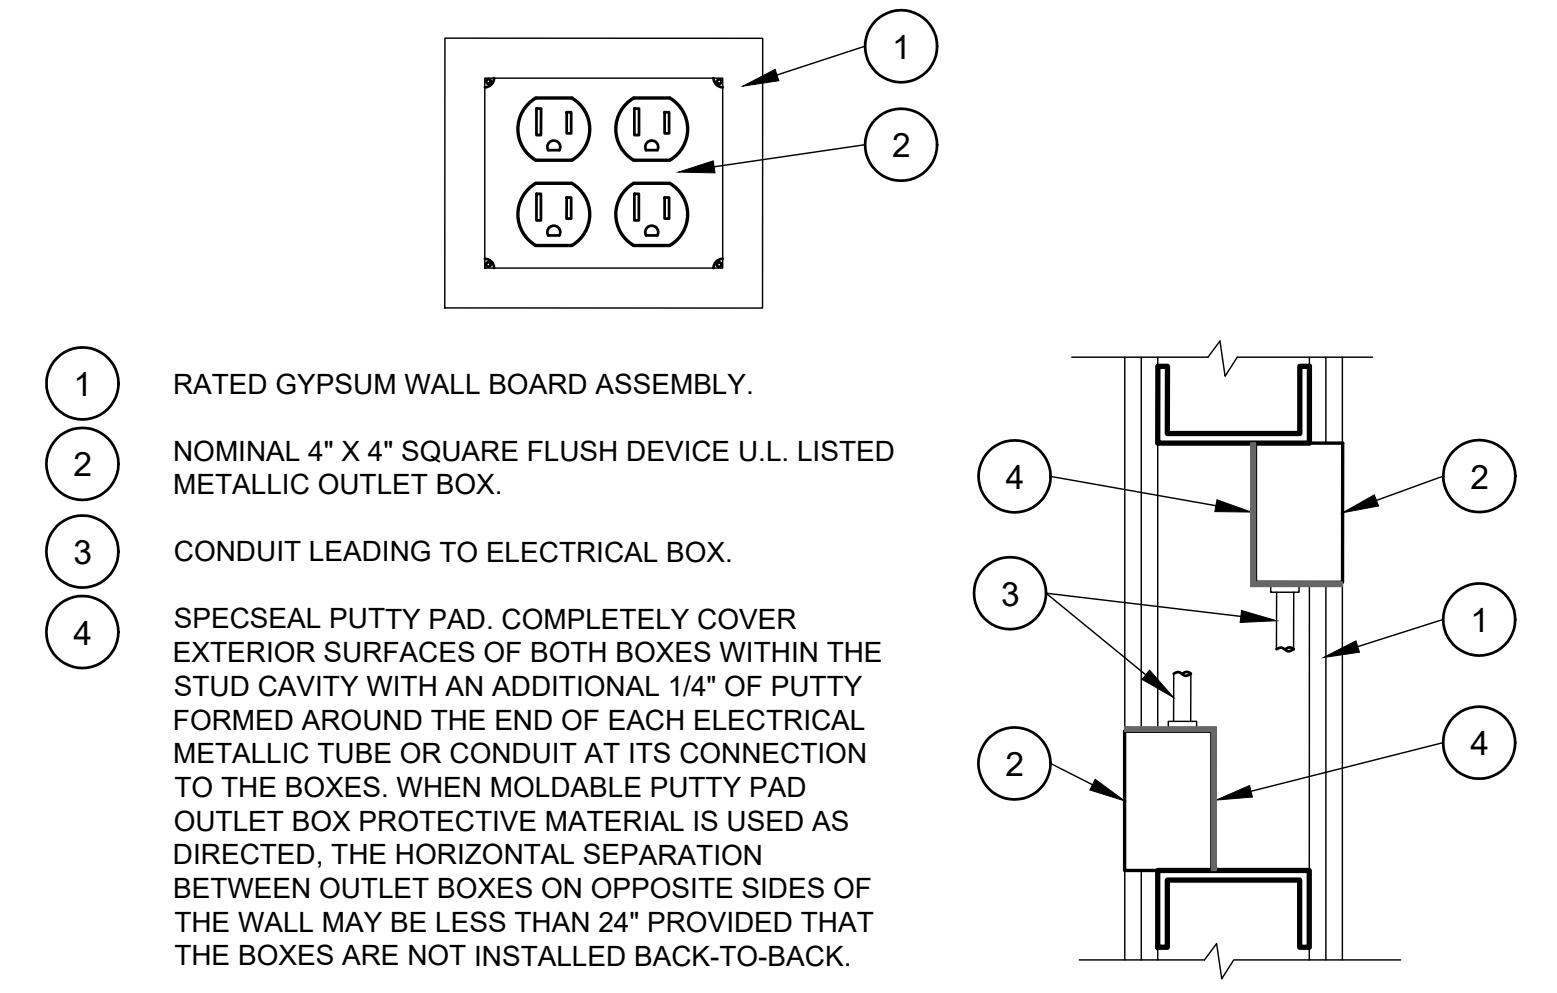 1
2
1
RATED GYPSUM WALL BOARD ASSEMBLY.
2
NOMINAL 4" X 4" SQUARE FLUSH DEVICE U.L. LISTED
METALLIC OUTLET BOX.
3
CONDUIT LEADING TO ELECTRICAL BOX.
4
SPECSEAL PUTTY PAD. COMPLETELY COVER
EXTERIOR SURFACES OF BOTH BOXES WITHIN THE
STUD CAVITY WITH AN ADDITIONAL 1/4" OF PUTTY
FORMED AROUND THE END OF EACH ELECTRICAL
METALLIC TUBE OR CONDUIT AT ITS CONNECTION
TO THE BOXES. WHEN MOLDABLE PUTTY PAD
OUTLET BOX PROTECTIVE MATERIAL IS USED AS
DIRECTED, THE HORIZONTAL SEPARATION
BETWEEN OUTLET BOXES ON OPPOSITE SIDES OF
THE WALL MAY BE LESS THAN 24" PROVIDED THAT
THE BOXES ARE NOT INSTALLED BACK-TO-BACK.
4
2
3
1
2
4